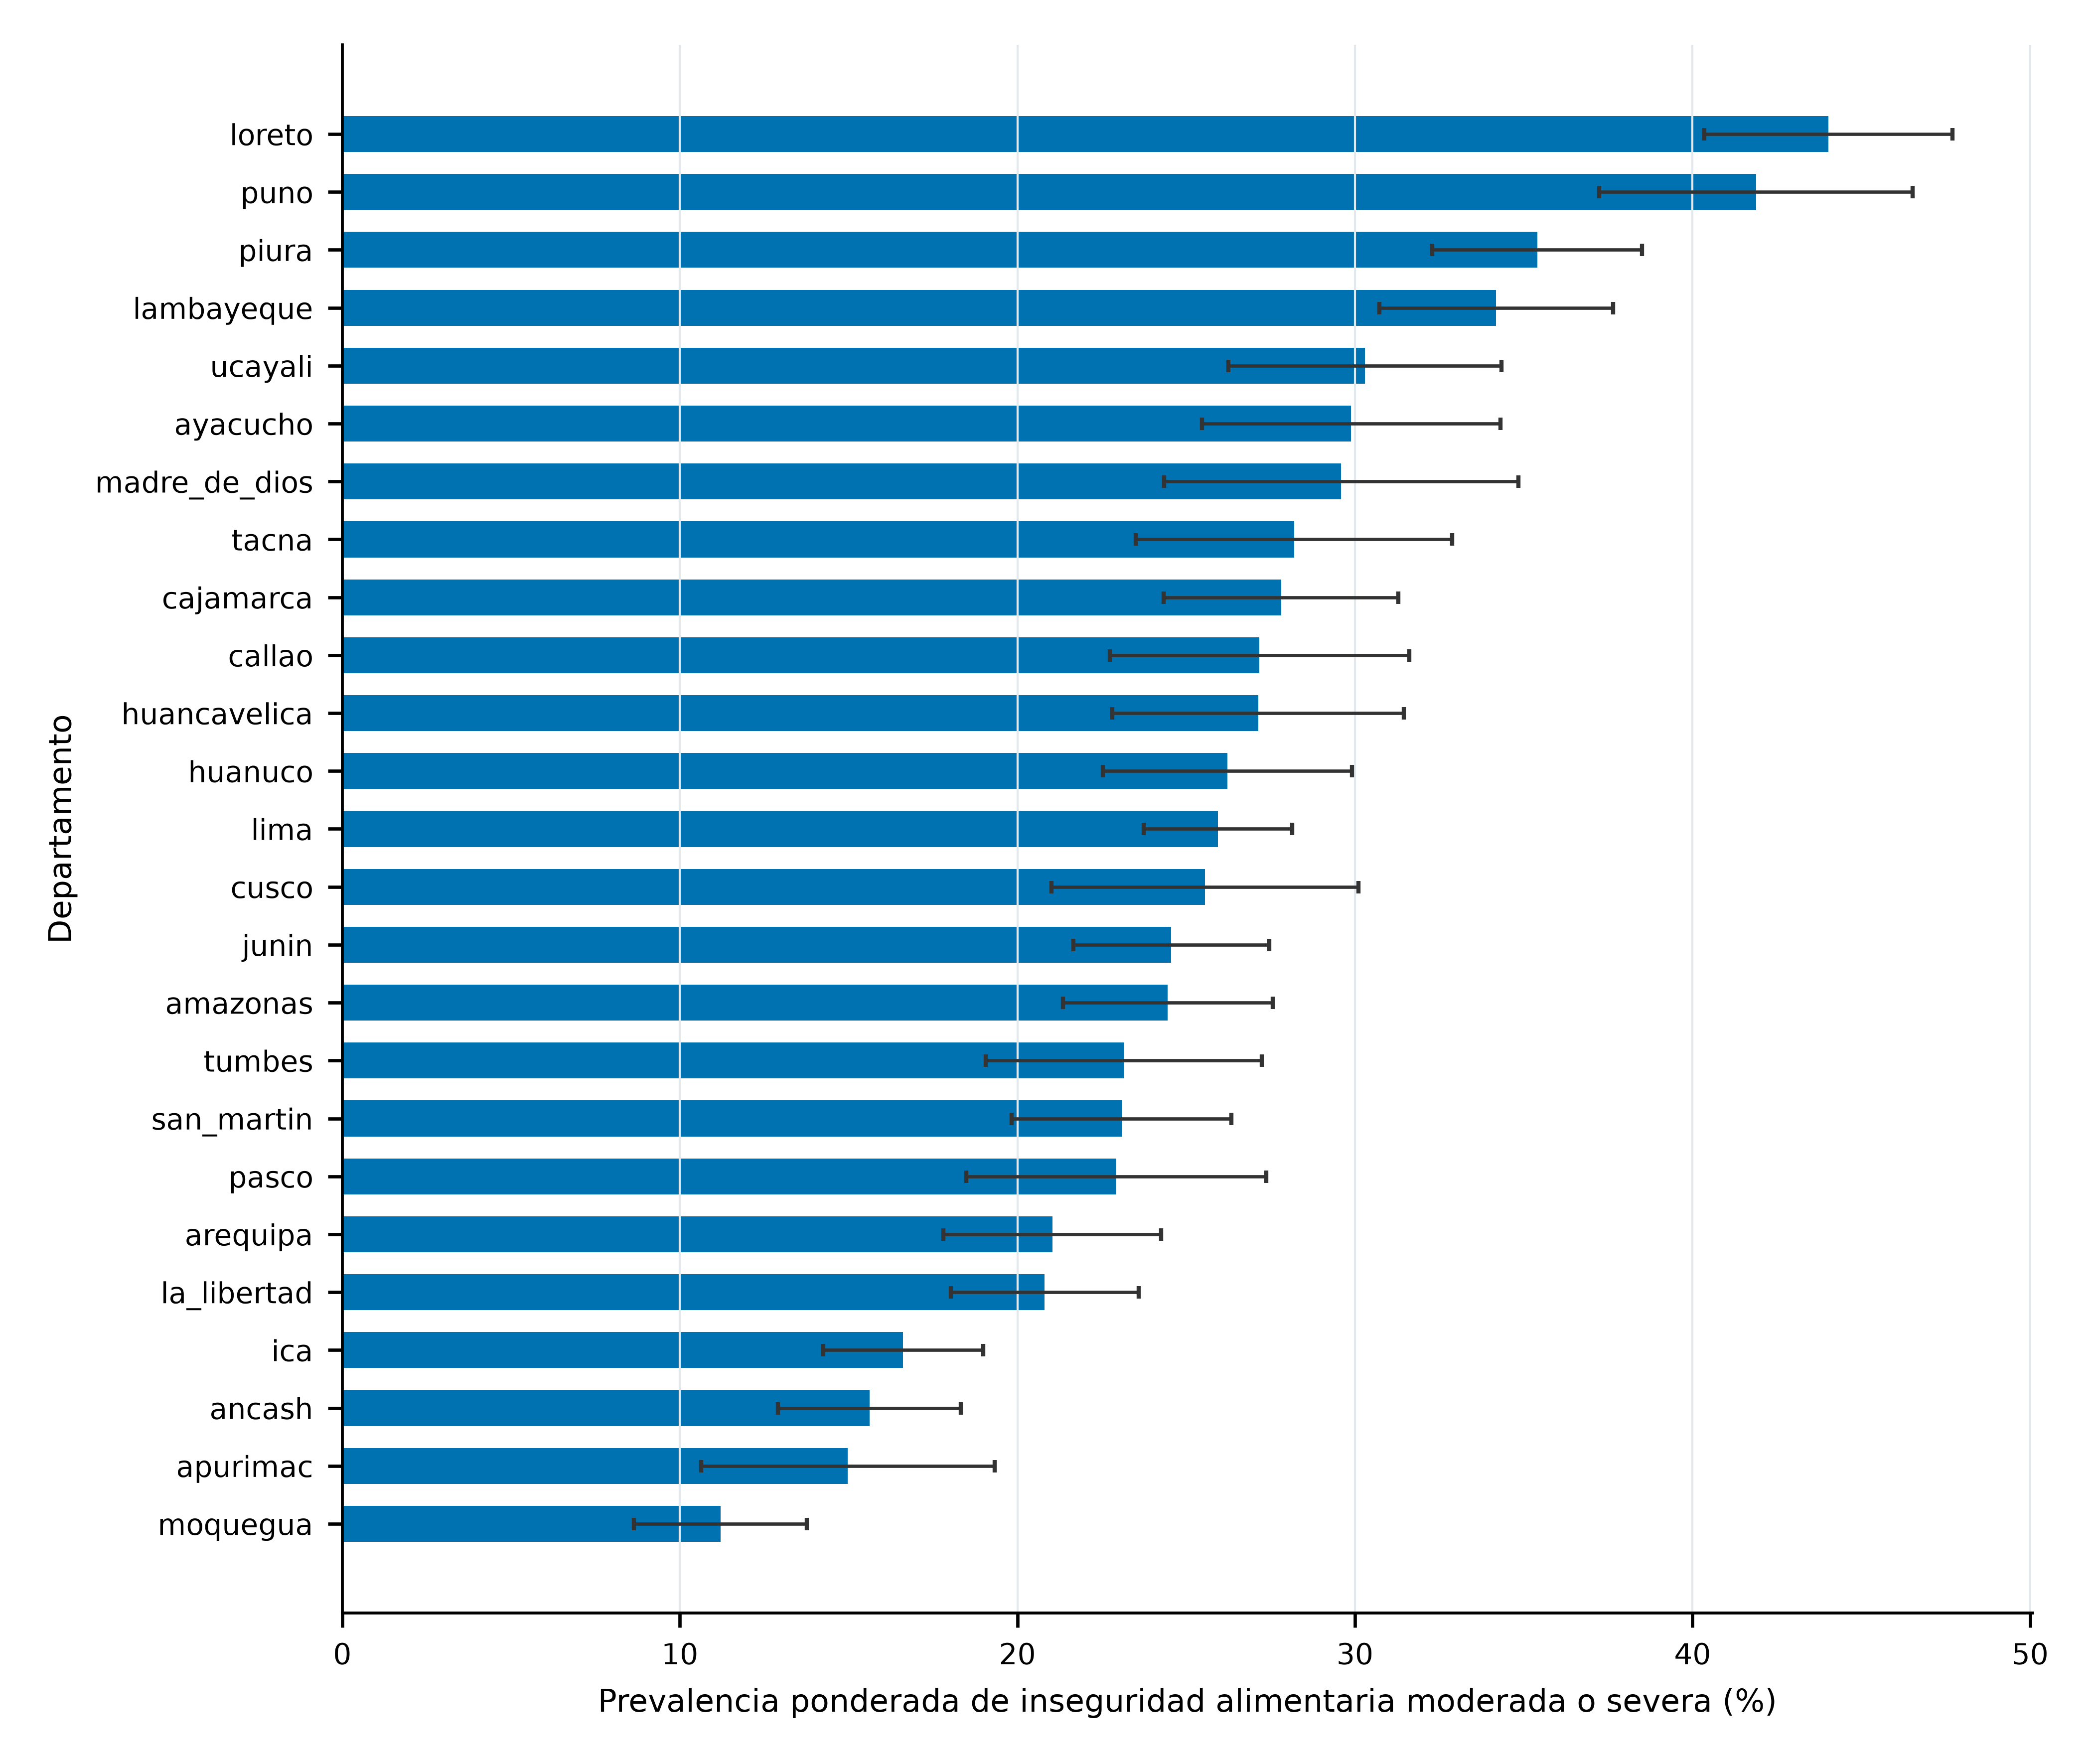 loreto
puno
piura
lambayeque
ucayali
ayacucho
madre_de_dios
tacna
cajamarca
callao
huancavelica
huanuco
lima
cusco
junin
amazonas
tumbes
san_martin
pasco
arequipa
la_libertad
ica
ancash
apurimac
moquegua
Departamento
0 10 20 30 40 50
Prevalencia ponderada de inseguridad alimentaria moderada o severa (%)